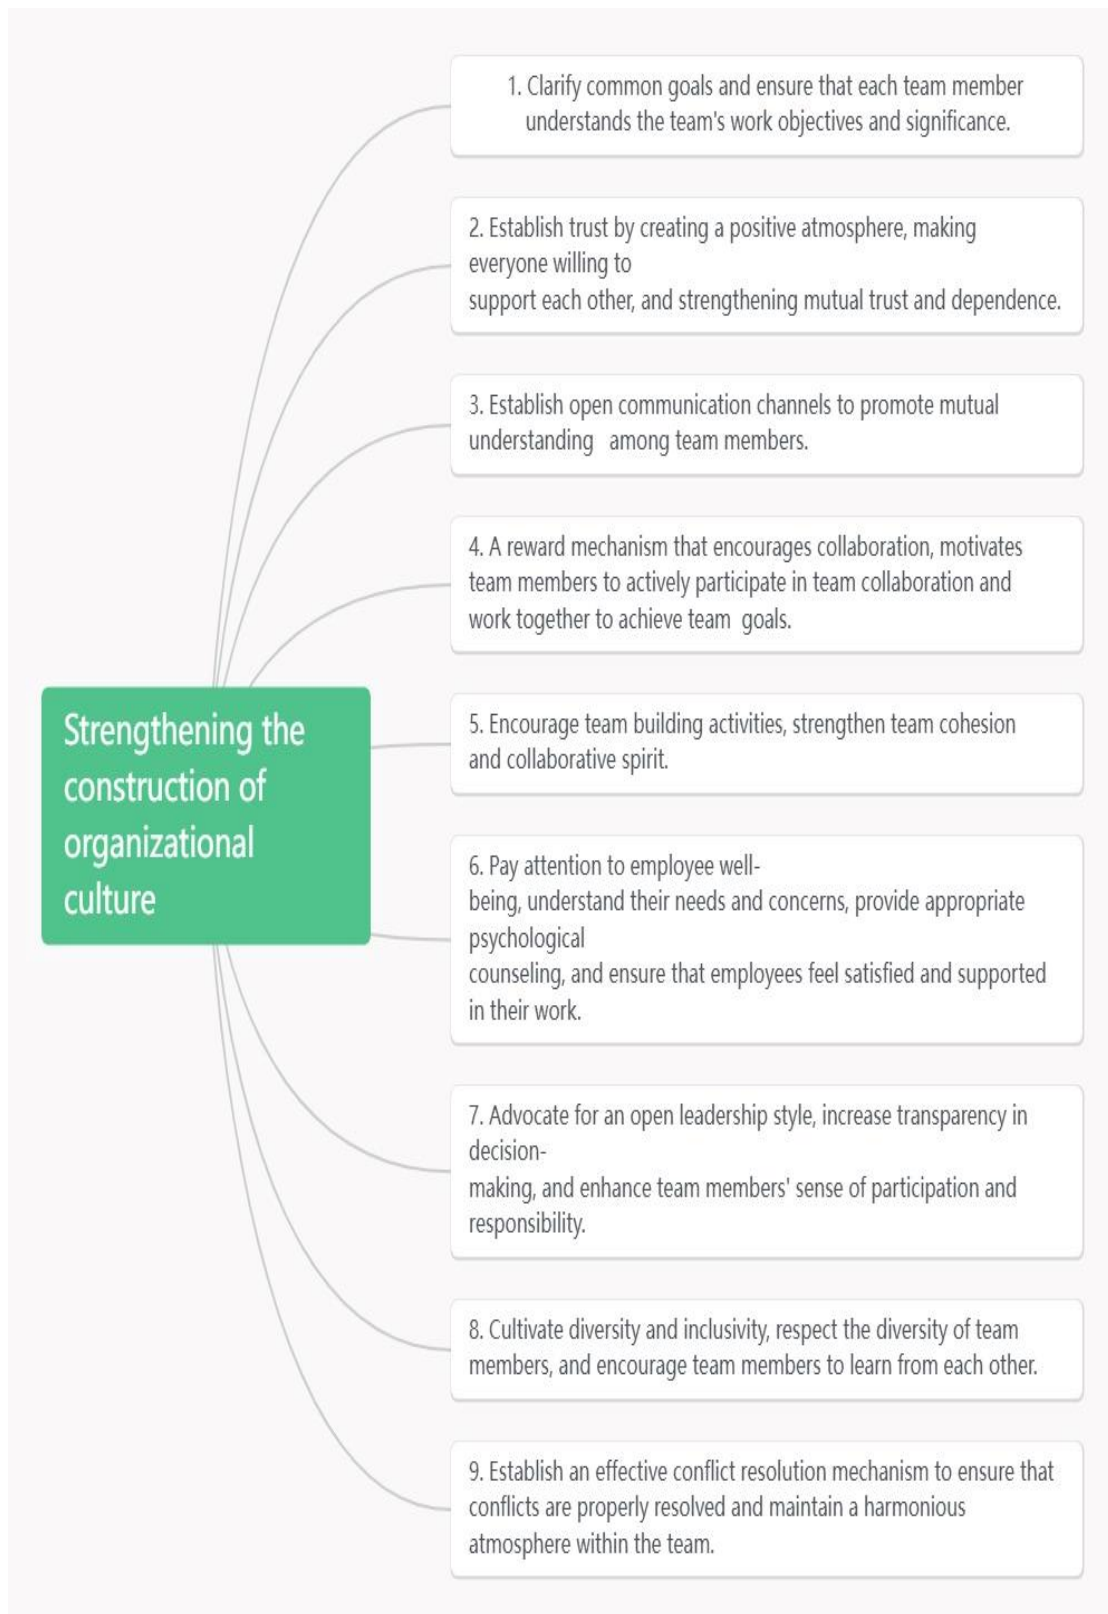 1. Clarify common goals and ensure that each team member
understands the team's work objectives and significance.
2. Establish trust by creating a positive atmosphere, making
everyone willing to
support each other, and strengthening mutual trust and dependence.
3. Establish open communication channels to promote mutual
understanding   among team members.
4. A reward mechanism that encourages collaboration, motivates
team members to actively participate in team collaboration and
work together to achieve team  goals.
Strengthening the
construction of
organizational
culture
5. Encourage team building activities, strengthen team cohesion
and collaborative spirit.
6. Pay attention to employee well-
being, understand their needs and concerns, provide appropriate
psychological
counseling, and ensure that employees feel satisfied and supported
in their work.
7. Advocate for an open leadership style, increase transparency in
decision-
making, and enhance team members' sense of participation and
responsibility.
8. Cultivate diversity and inclusivity, respect the diversity of team
members, and encourage team members to learn from each other.
9. Establish an effective conflict resolution mechanism to ensure that
conflicts are properly resolved and maintain a harmonious
atmosphere within the team.